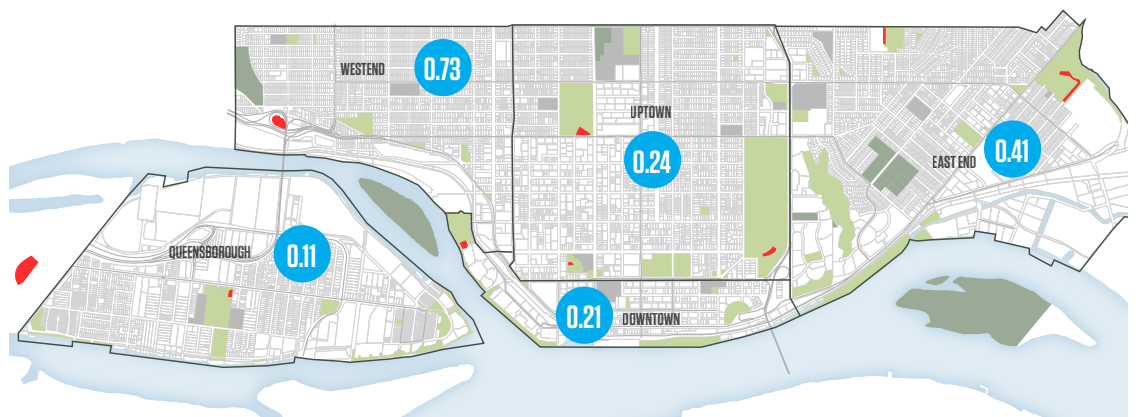 WESTEND
0.73
UPTOWN
0.24
EAST END
0.41
QUEENSBOROUGH
0.11
0.21
DOWNTOWN